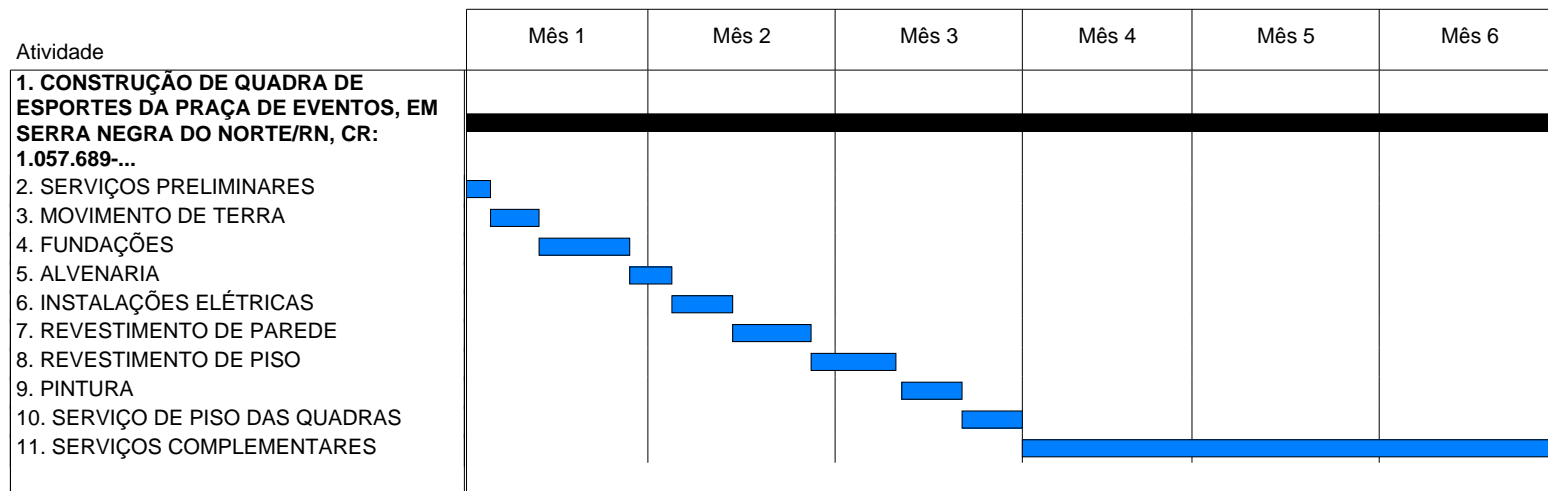 Atividade
Mês 1
Mês 2
Mês 3
Mês 4
Mês 5
Mês 6
1. CONSTRUÇÃO DE QUADRA DE
ESPORTES DA PRAÇA DE EVENTOS, EM
SERRA NEGRA DO NORTE/RN, CR:
1.057.689-...
2. SERVIÇOS PRELIMINARES
3. MOVIMENTO DE TERRA
4. FUNDAÇÕES
5. ALVENARIA
6. INSTALAÇÕES ELÉTRICAS
7. REVESTIMENTO DE PAREDE
8. REVESTIMENTO DE PISO
9. PINTURA
10. SERVIÇO DE PISO DAS QUADRAS
11. SERVIÇOS COMPLEMENTARES